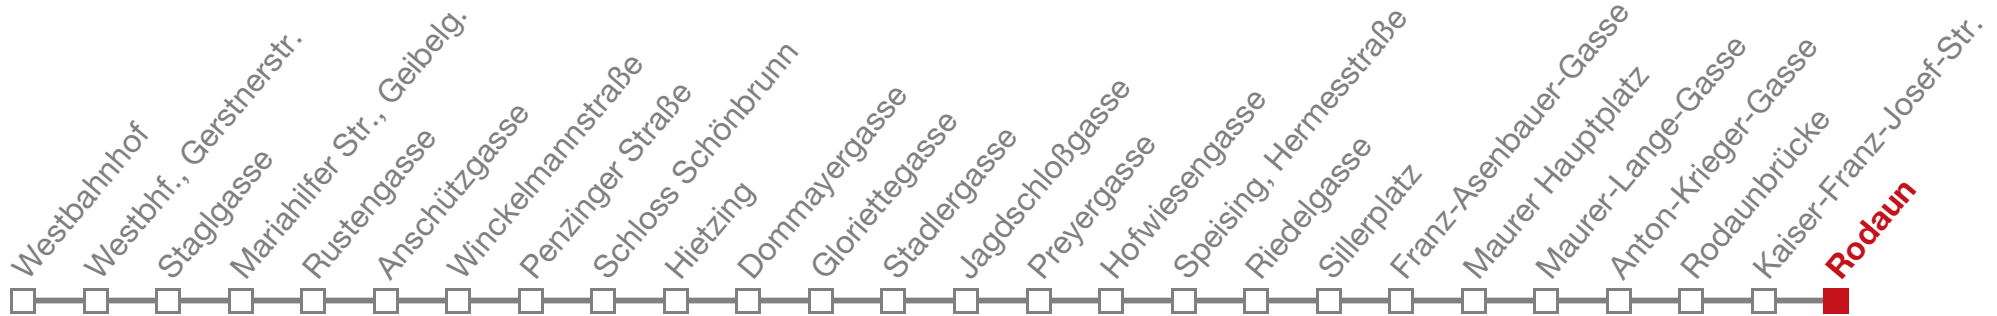 Westbahnhof
Westbhf., Gerstnerstr.
Staglgasse
Mariahilfer Str., Geibelg.
Rustengasse
Anschützgasse
Winckelmannstraße
Penzinger Straße
Schloss Schönbrunn
Hietzing
Dommayergasse
Gloriettegasse
Stadlergasse
Jagdschloßgasse
Preyergasse
Hofwiesengasse
Speising, Hermesstraße
Riedelgasse
Sillerplatz
Franz-Asenbauer-Gasse
Maurer Hauptplatz
Maurer-Lange-Gasse
Anton-Krieger-Gasse
Rodaunbrücke
Kaiser-Franz-Josef-Str.
Rodaun